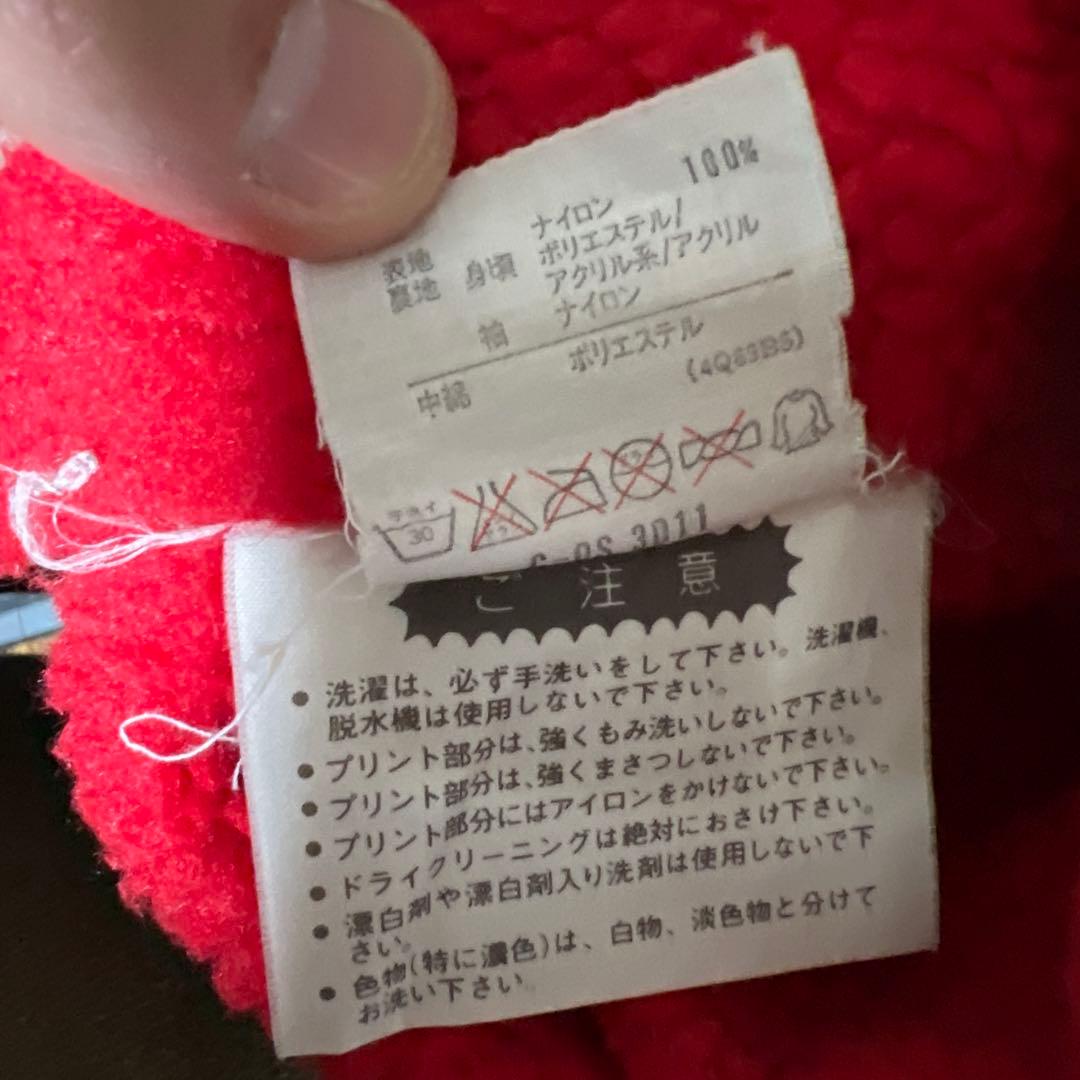 表地 ナイロン 100%
裏地 身頃 ポリエステル/
アクリル系/アクリル
袖 ナイロン
中綿 ポリエステル
手洗イ
30
3011
ご注意
● 洗濯は、必ず手洗いをして下さい。洗濯機、
脱水機は使用しないで下さい。
● プリント部分は、強くもみ洗いしないで下さい。
● プリント部分は、強くまさつしないで下さい。
● プリント部分にはアイロンをかけないで下さい。
● ドライクリーニングは絶対におさけ下さい。
● 漂白剤や漂白剤入り洗剤は使用しないで下
さい。
● 色物(特に濃色)は、白物、淡色物と分けて
お洗い下さい。